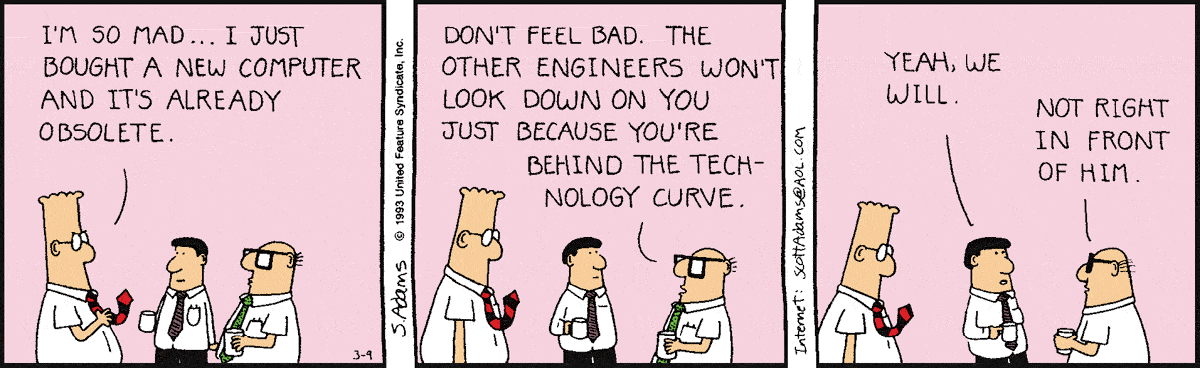 I'M SO MAD... I JUST
BOUGHT A NEW COMPUTER
AND IT'S ALREADY
OBSOLETE.
3-9
S.Adams
© 1993 United Feature Syndicate, Inc.
DON'T FEEL BAD. THE
OTHER ENGINEERS WON'T
LOOK DOWN ON YOU
JUST BECAUSE YOU'RE
BEHIND THE TECH-
NOLOGY CURVE.
Internet: scottAdams@AOL.com
YEAH, WE
WILL.
NOT RIGHT
IN FRONT
OF HIM.